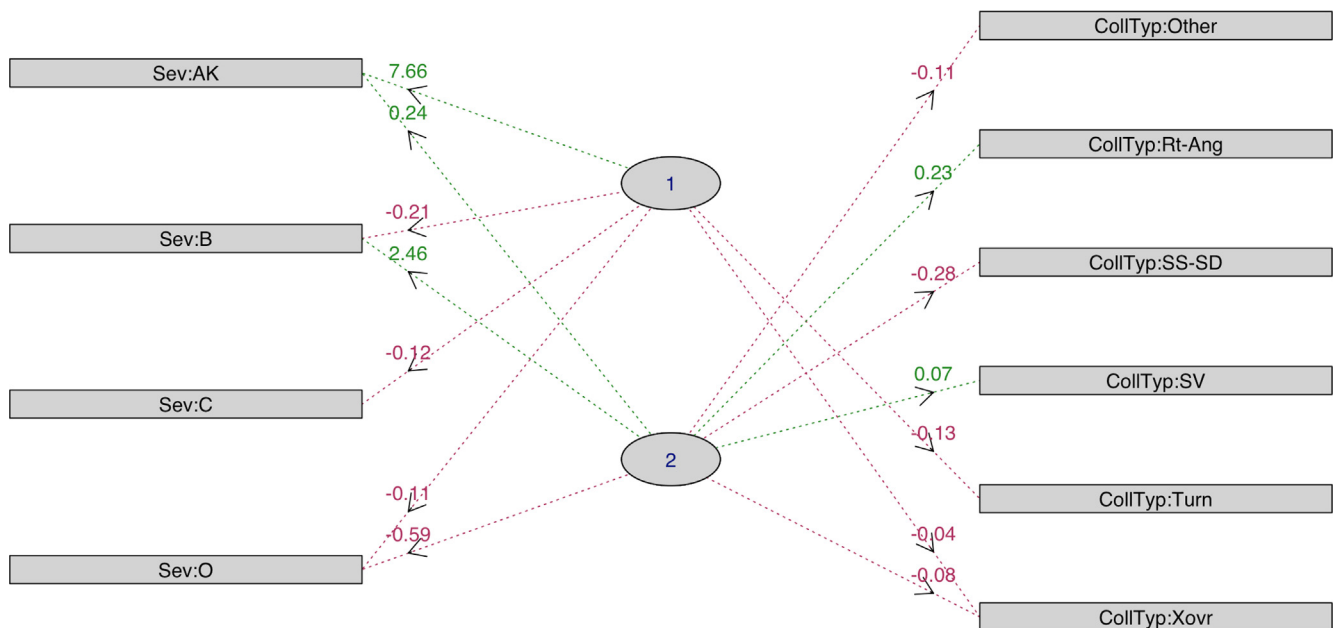 CollTyp:Other
Sev:AK
7.66
-0.11
0.24
CollTyp:Rt-Ang
0.23
1
-0.21
Sev:B
2.46
CollTyp:SS-SD
-0.28
-0.12
0.07
CollTyp:SV
Sev:C
-0.13
2
-0.11
CollTyp:Turn
-0.59
-0.04
Sev:O
-0.08
CollTyp:Xovr